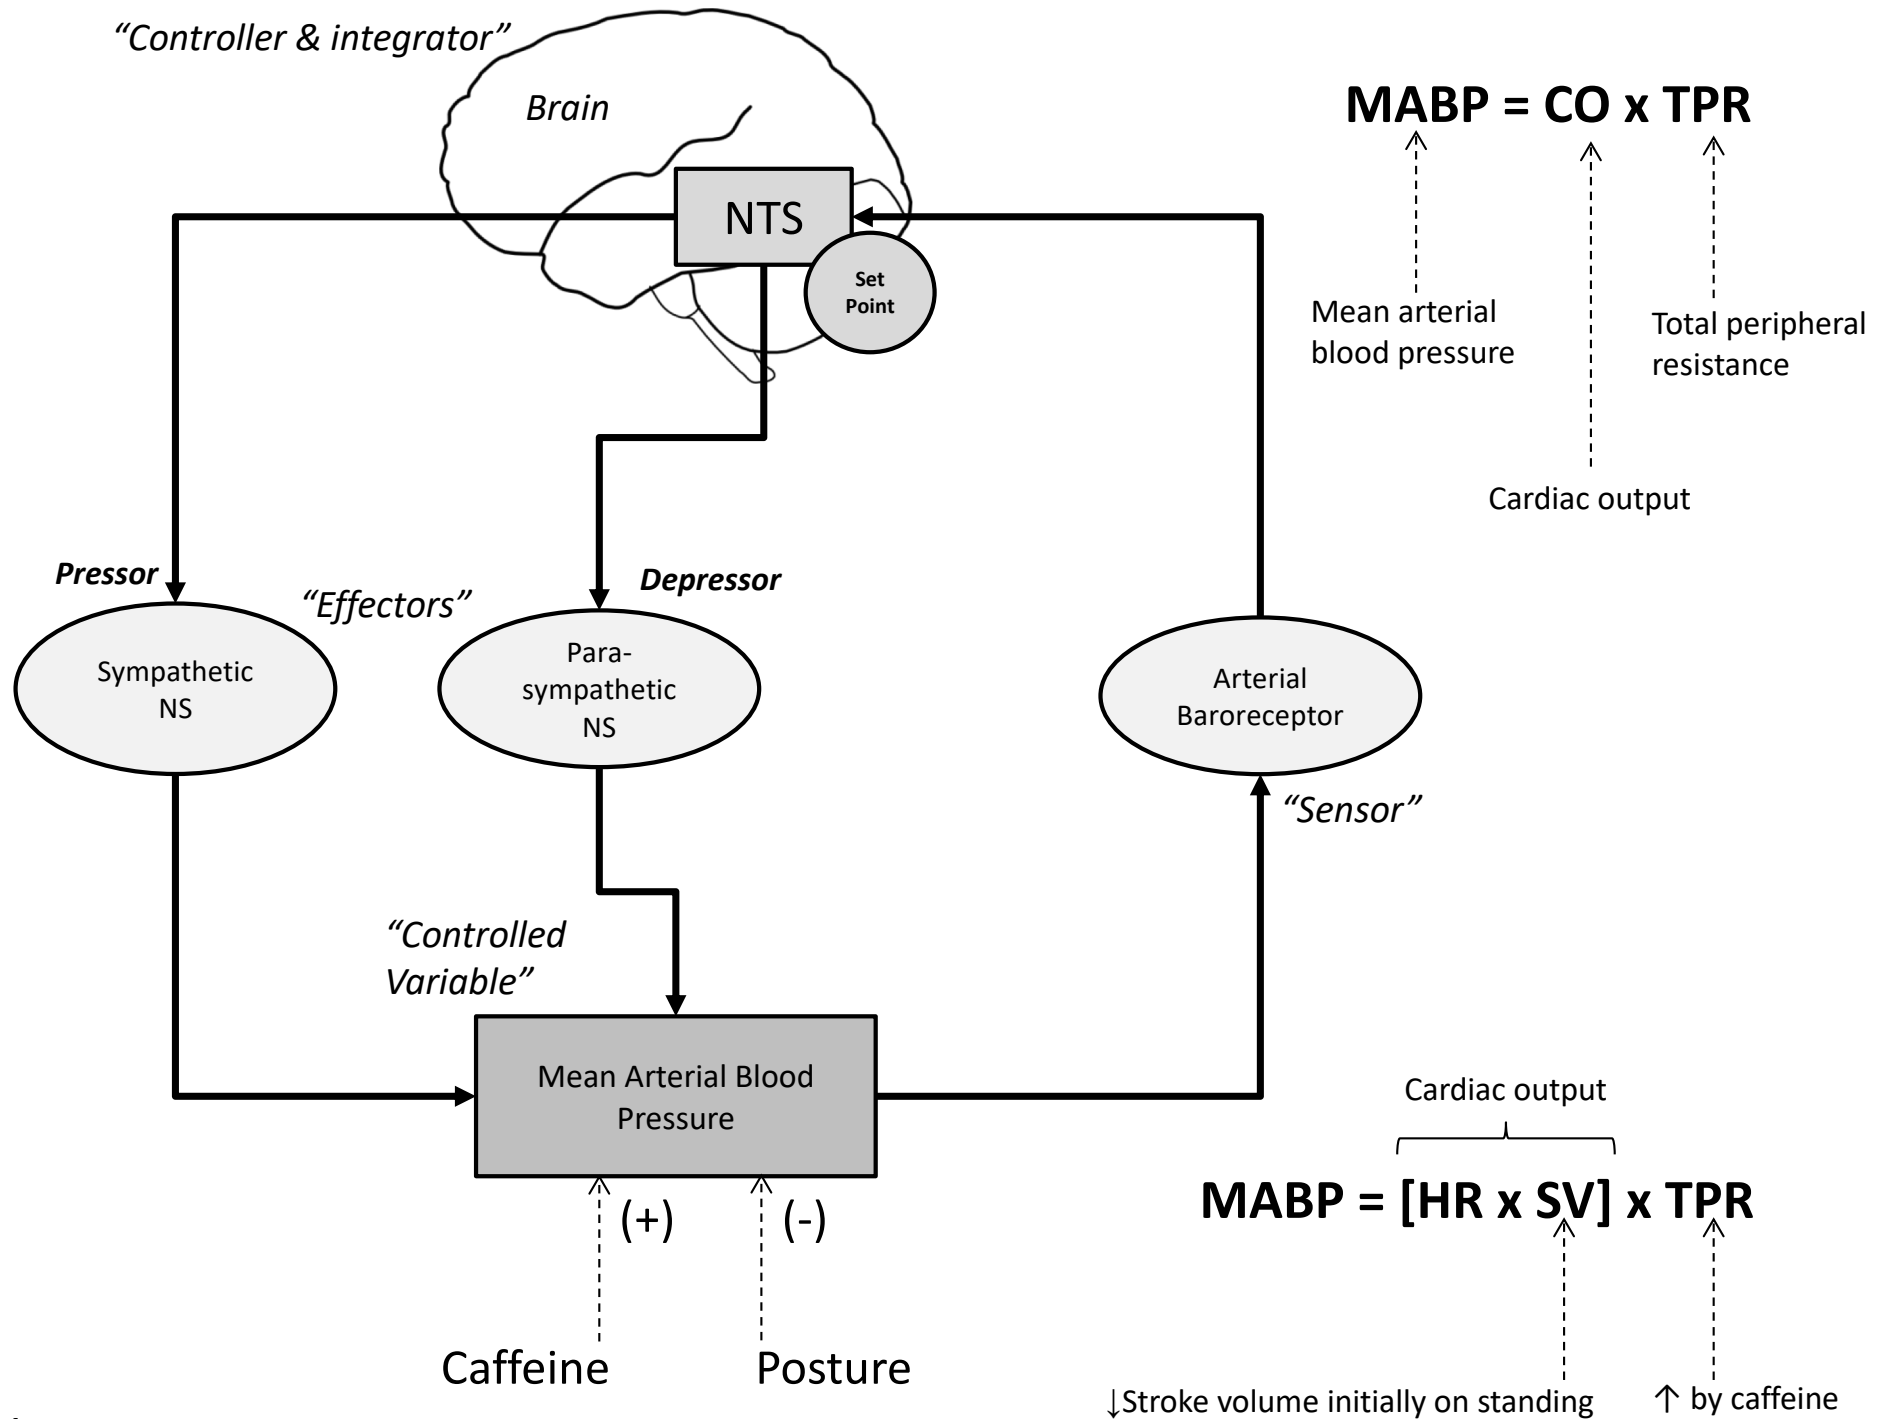 “Controller & integrator”
Brain
NTS
Set
Point
MABP = CO x TPR
Mean arterial
blood pressure
Total peripheral
resistance
Cardiac output
Pressor
“Effectors”
Depressor
Sympathetic
NS
Para-
sympathetic
NS
Arterial
Baroreceptor
“Sensor”
“Controlled
Variable”
Mean Arterial Blood
Pressure
(+)
(-)
Caffeine
Posture
Cardiac output
MABP = [HR x SV] x TPR
↓Stroke volume initially on standing
↑ by caffeine